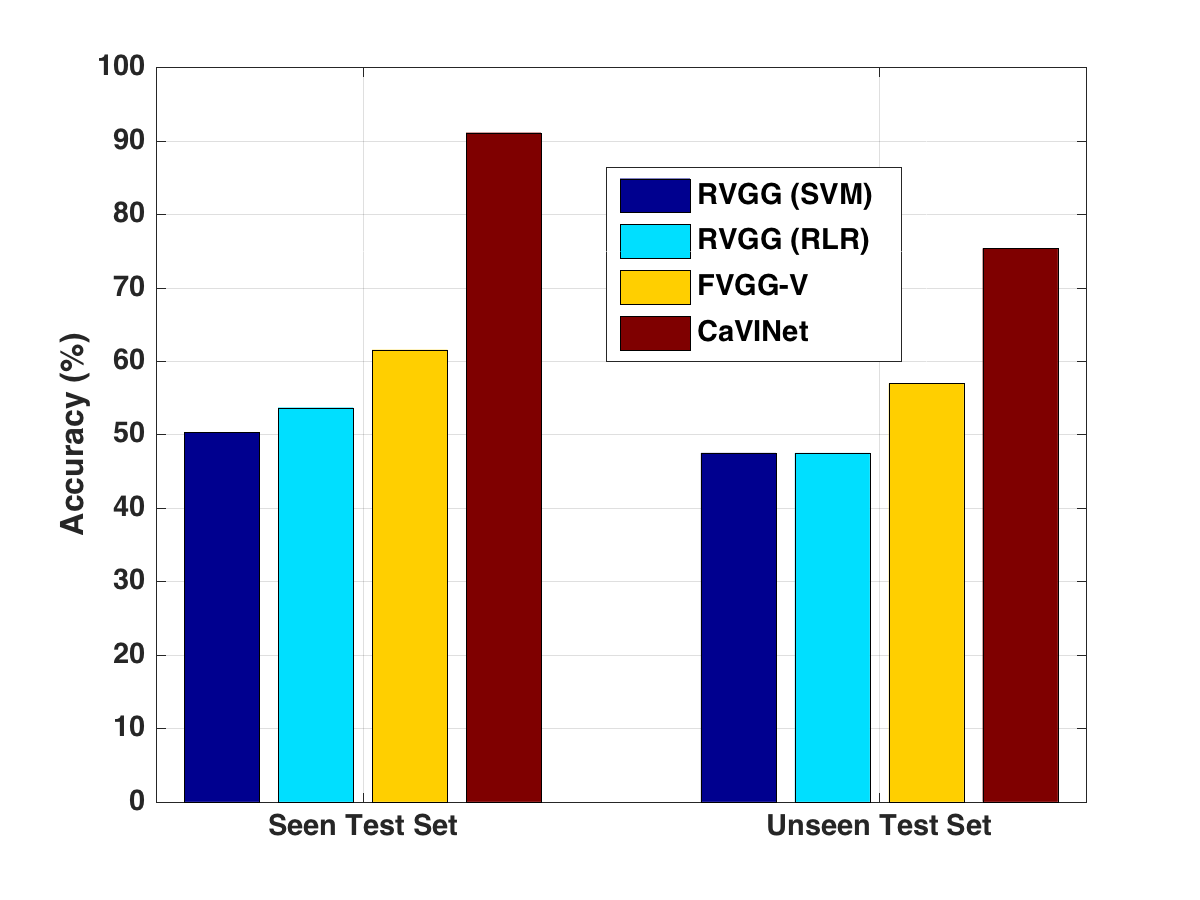 100
90
80
70
60
50
40
30
20
10
0
Accuracy (%)
RVGG (SVM)
RVGG (RLR)
FVGG-V
CaVINet
Seen Test Set
Unseen Test Set